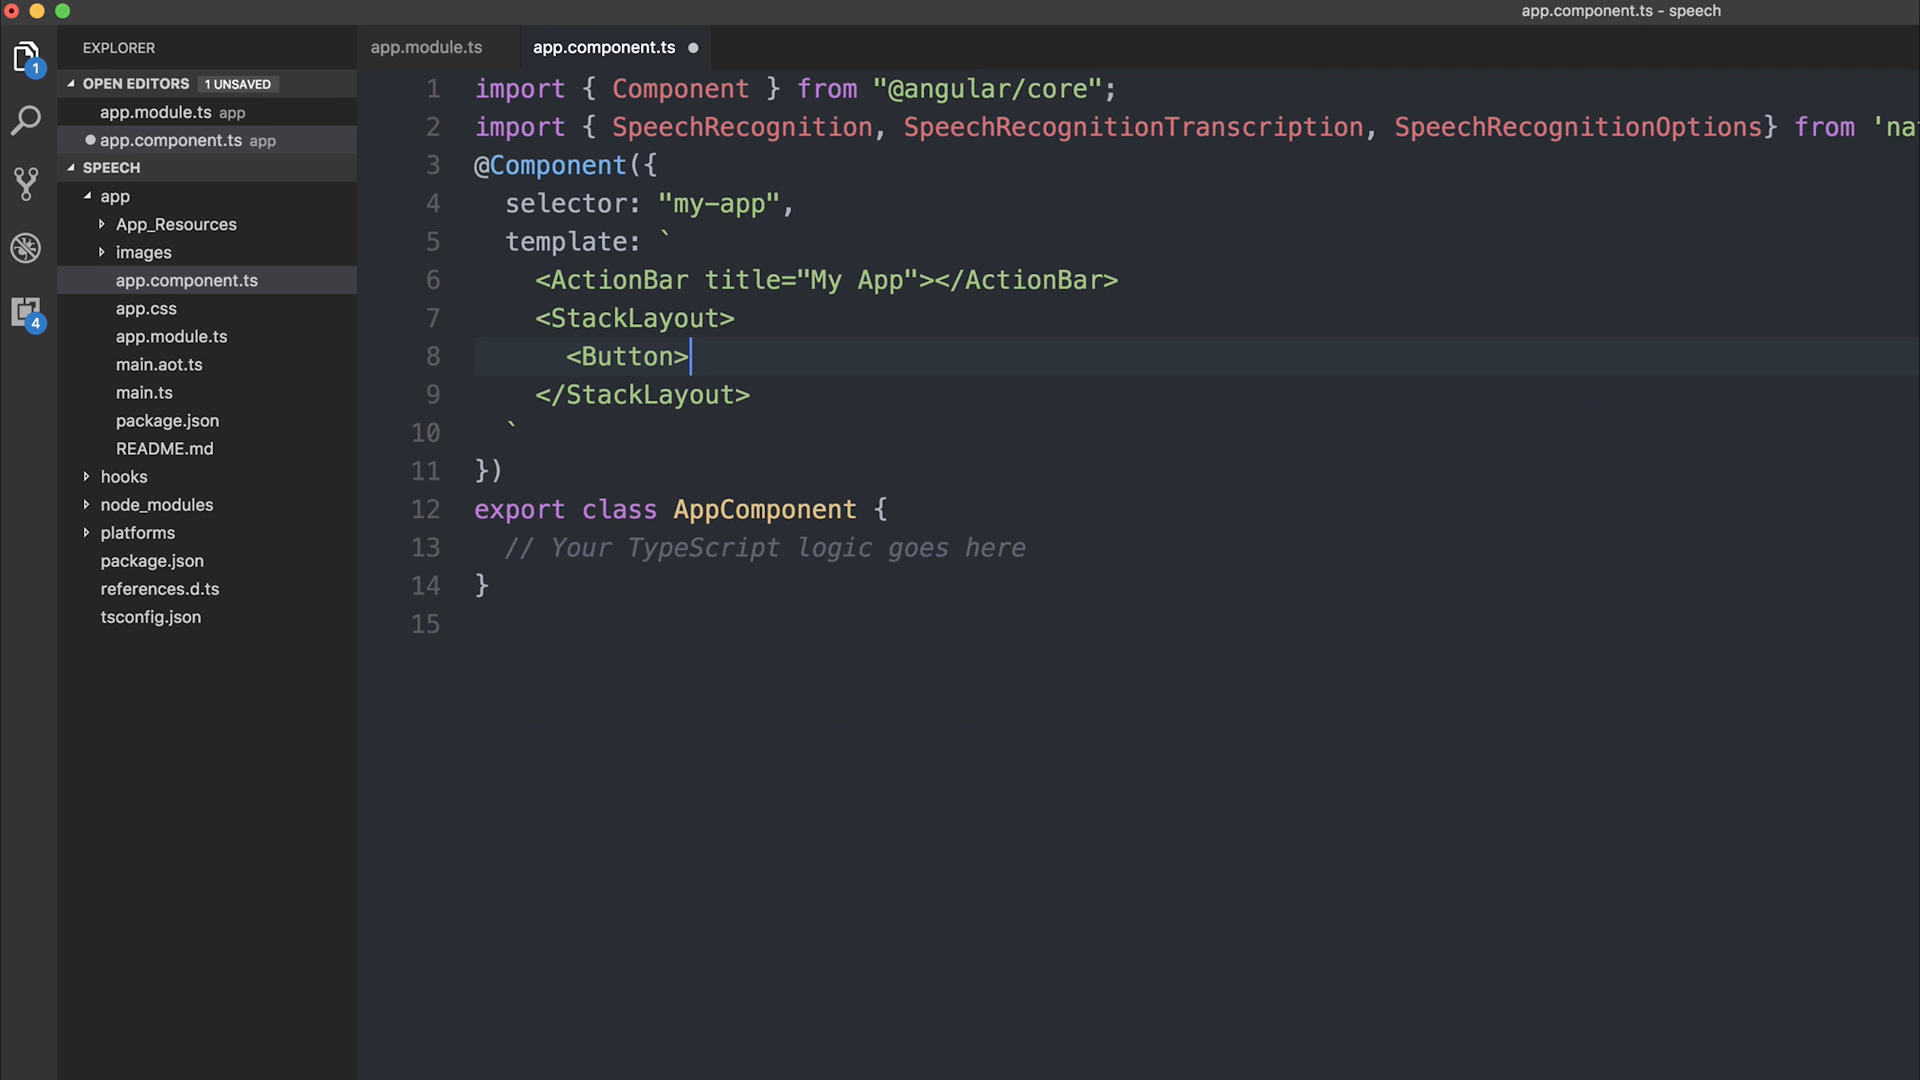 app.component.ts - speech
EXPLORER
OPEN EDITORS 1 UNSAVED
app.module.ts app
app.component.ts app
SPEECH
app
App_Resources
images
app.component.ts
app.css
app.module.ts
main.aot.ts
main.ts
package.json
README.md
hooks
node_modules
platforms
package.json
references.d.ts
tsconfig.json
1
4
app.module.ts app.component.ts
1 import { Component } from "@angular/core";
2 import { SpeechRecognition, SpeechRecognitionTranscription, SpeechRecognitionOptions} from 'na
3 @Component({
4 selector: "my-app",
5 template: `
6 <ActionBar title="My App"></ActionBar>
7 <StackLayout>
8 <Button>
9 </StackLayout>
10 `
11 })
12 export class AppComponent {
13 // Your TypeScript logic goes here
14 }
15